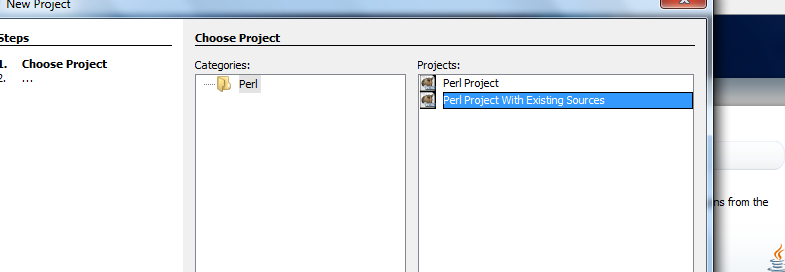 New Project
Steps
Choose Project
1. Choose Project
2. ...
Categories:
Projects:
Perl
Perl Project
Perl Project With Existing Sources
ns from the